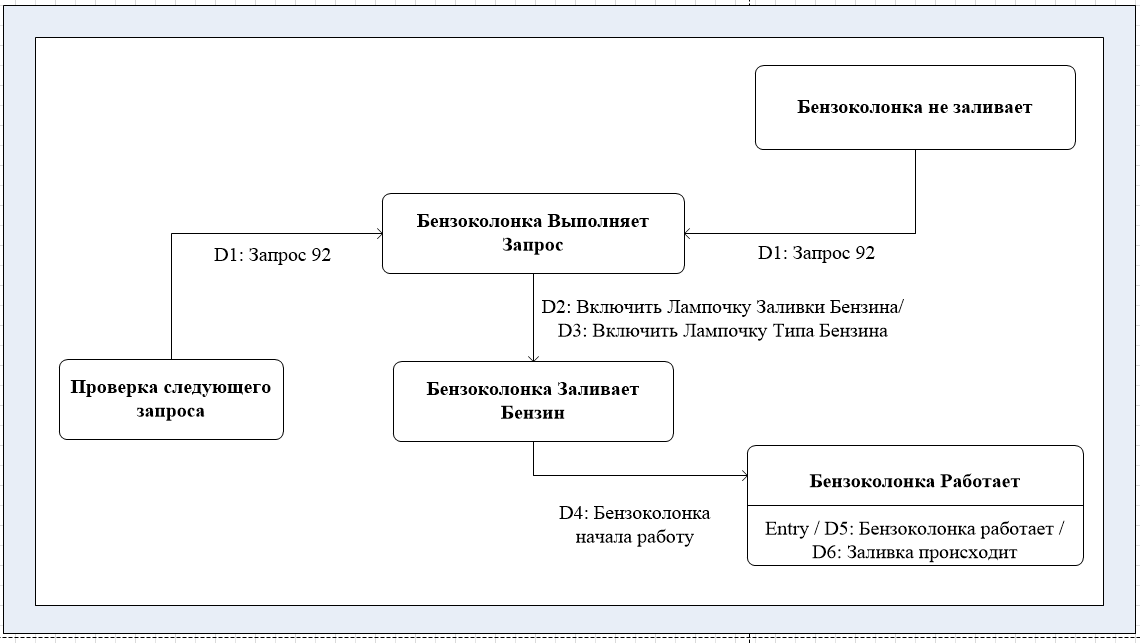 Бензоколонка не заливает
Бензоколонка Выполняет
Запрос
D1: Запрос 92
D1: Запрос 92
D2: Включить Лампочку Заливки Бензина/
D3: Включить Лампочку Типа Бензина
Проверка следующего
запроса
Бензоколонка Заливает
Бензин
D4: Бензоколонка
начала работу
Бензоколонка Работает
Entry / D5: Бензоколонка работает /
D6: Заливка происходит